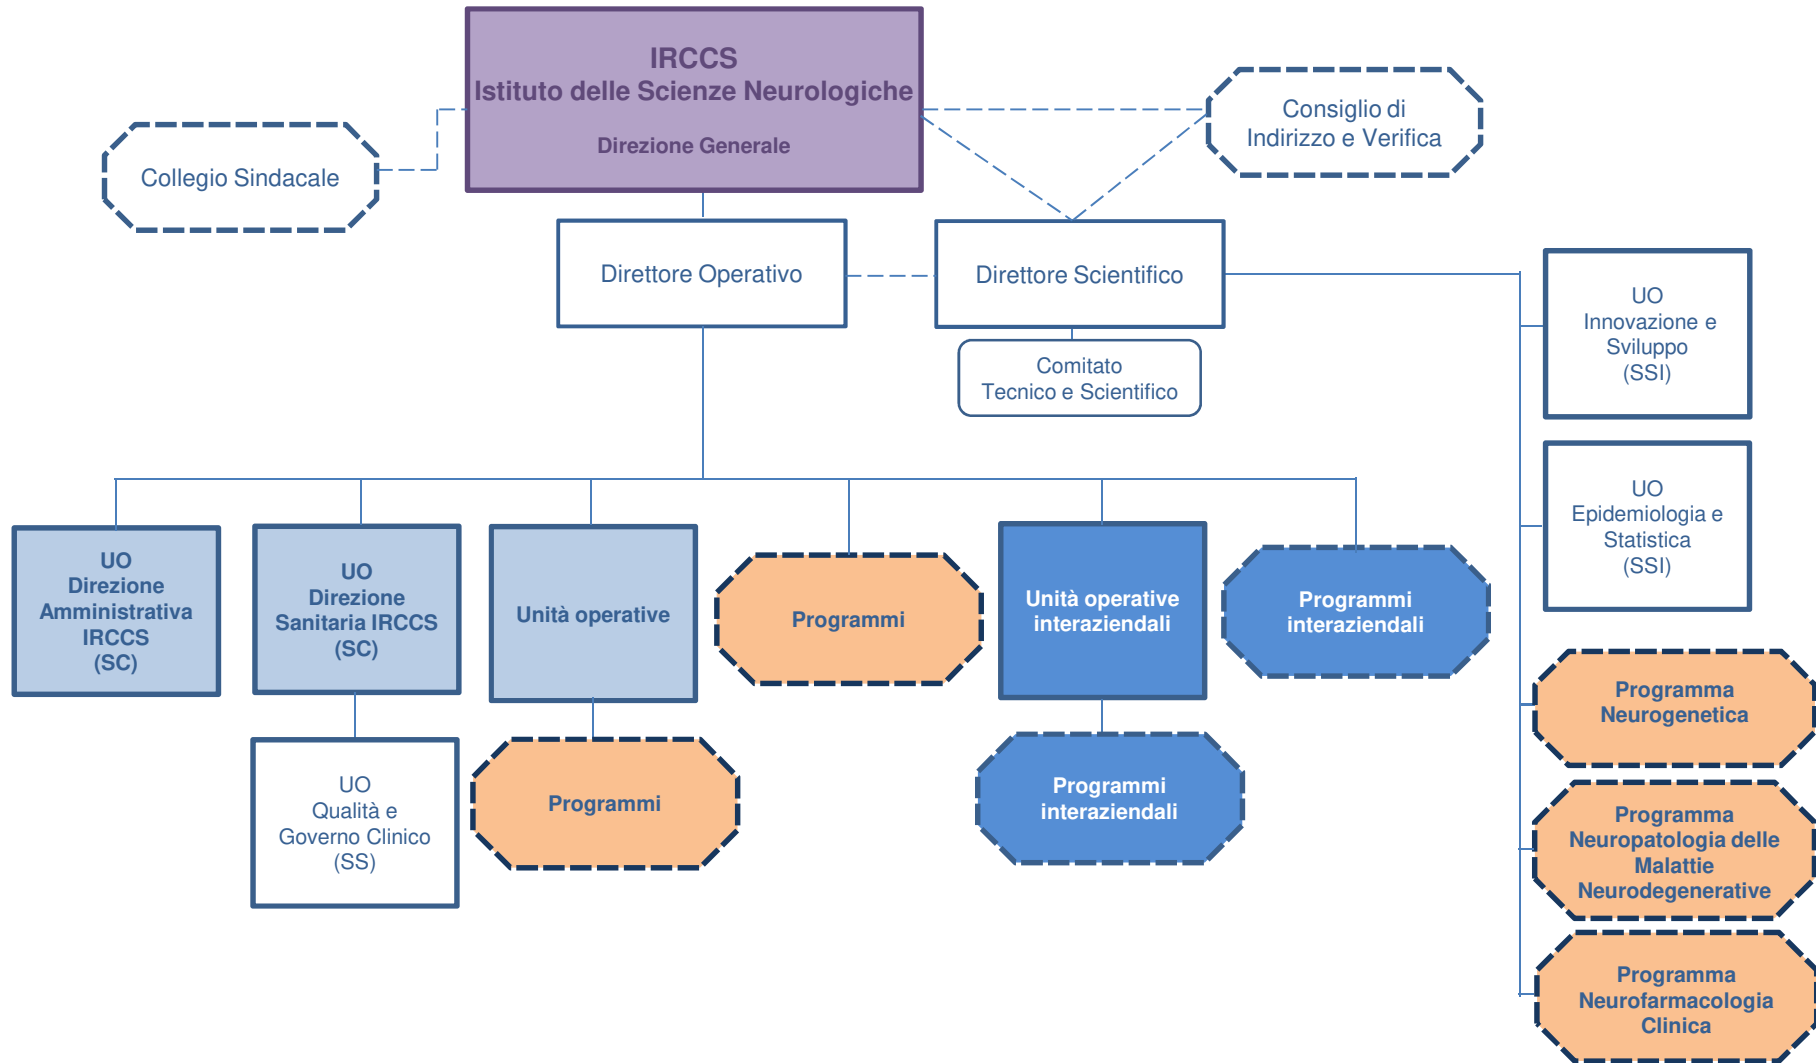 IRCCS
Istituto delle Scienze Neurologiche
Direzione Generale
Consiglio di
Indirizzo e Verifica
Collegio Sindacale
Direttore Operativo
Direttore Scientifico
Comitato
Tecnico e Scientifico
UO
Innovazione e
Sviluppo
(SSI)
UO
Epidemiologia e
Statistica
(SSI)
UO
Direzione
Amministrativa
IRCCS
(SC)
UO
Direzione
Sanitaria IRCCS
(SC)
Unità operative
Programmi
Unità operative
interaziendali
Programmi
interaziendali
UO
Qualità e
Governo Clinico
(SS)
Programmi
Programmi
interaziendali
Programma
Neurogenetica
Programma
Neuropatologia delle
Malattie
Neurodegenerative
Programma
Neurofarmacologia
Clinica